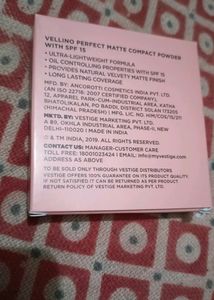 VELLINO PERFECT MATTE COMPACT POWDER
WITH SPF 15
• ULTRA-LIGHTWEIGHT FORMULA
• OIL CONTROLLING PROPERTIES WITH SPF 15
• PROVIDES NATURAL VELVETY MATTE FINISH
• LONG LASTING COVERAGE
MFG. BY: ANCOROTTI COSMETICS INDIA PVT. LTD.
(AN ISO 22716: 2007 CERTIFIED COMPANY)
12, APPAREL PARK-CUM-INDUSTRIAL AREA, KATHA
(BHATOLIKALAN), PO BADDI, DISTRICT SOLAN 173205
(HIMACHAL PRADESH) | MFG. LIC. NO. HIM/COS/15/211
MKTD. BY: VESTIGE MARKETING PVT. LTD.
A 89, OKHLA INDUSTRIAL AREA, PHASE-II, NEW
DELHI-110020 | MADE IN INDIA
© & TM INDIA, 2019. ALL RIGHTS RESERVED.
CONTACT US: MANAGER-CUSTOMER CARE
TOLL FREE: 18001023424 | EMAIL: info@myvestige.com
ADDRESS AS ABOVE
TO BE SOLD ONLY THROUGH VESTIGE DISTRIBUTORS
VESTIGE OFFERS 100% GUARANTEE ON ITS PRODUCT QUALITY.
IF NOT SATISFIED IT CAN BE RETURNED AS PER PRODUCT
RETURN POLICY OF VESTIGE MARKETING PVT. LTD.